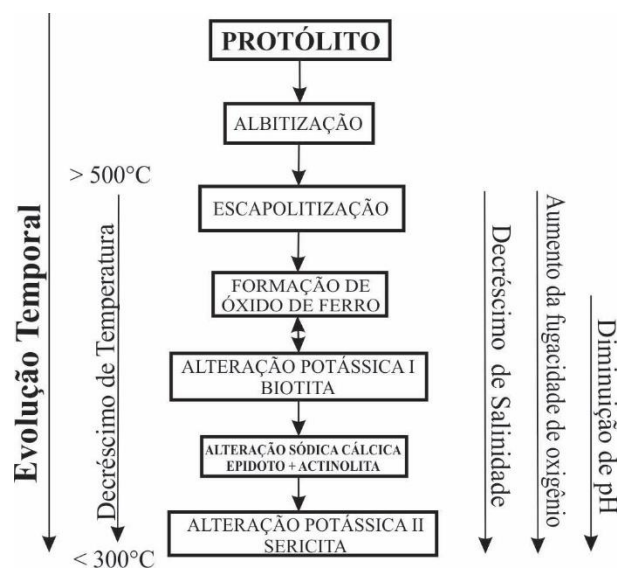 PROTÓLITO
ALBITIZAÇÃO
> 500°C
ESCAPOLITIZAÇÃO
FORMAÇÃO DE
ÓXIDO DE FERRO
ALTERAÇÃO POTÁSSICA I
BIOTITA
ALTERAÇÃO SÓDICA CÁLCICA
EPIDOTO + ACTINOLITA
ALTERAÇÃO POTÁSSICA II
SERICITA
< 300°C
Evolução Temporal
Decréscimo de Temperatura
Decréscimo de Salinidade
Aumento da fugacidade de oxigênio
Diminuição de pH